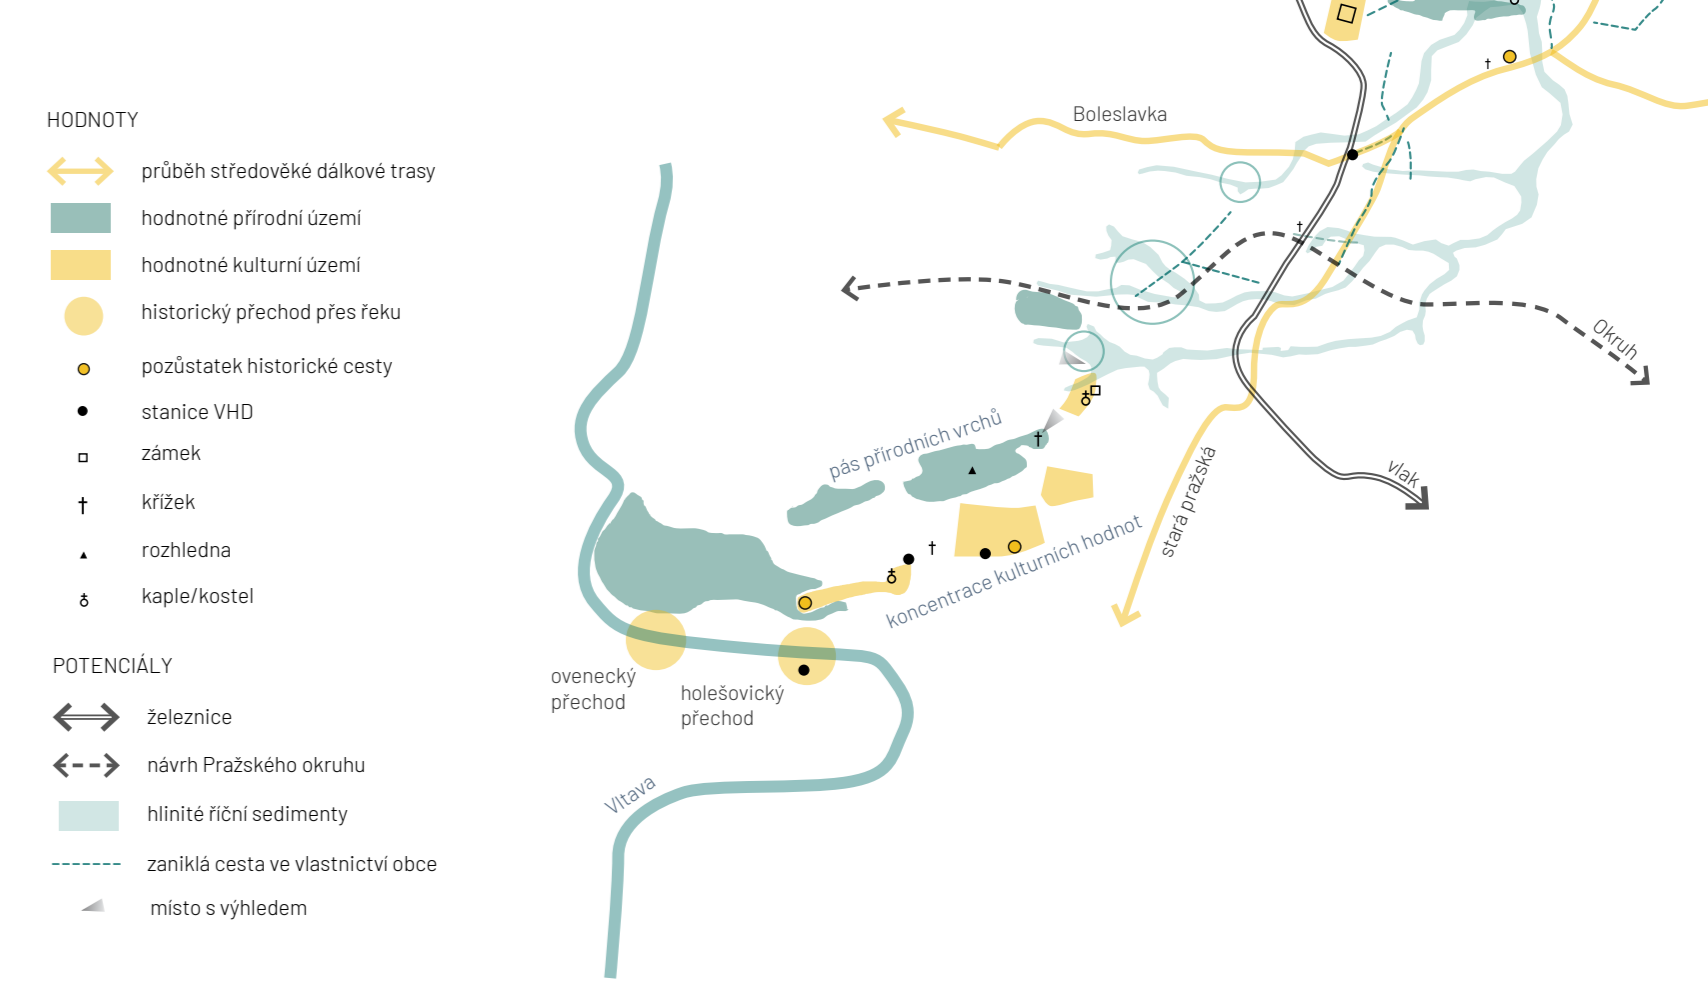 HODNOTY
průběh středověké dálkové trasy
hodnotné přírodní území
hodnotné kulturní území
historický přechod přes řeku
pozůstatek historické cesty
stanice VHD
zámek
křížek
rozhledna
kaple/kostel
POTENCIÁLY
železnice
návrh Pražského okruhu
hlinité říční sedimenty
zaniklá cesta ve vlastnictví obce
místo s výhledem
Boleslavka
Okruh
pás přírodních vrchů
vlak
stará pražská
koncentrace kulturních hodnot
ovenecký
přechod
holešovický
přechod
Vltava